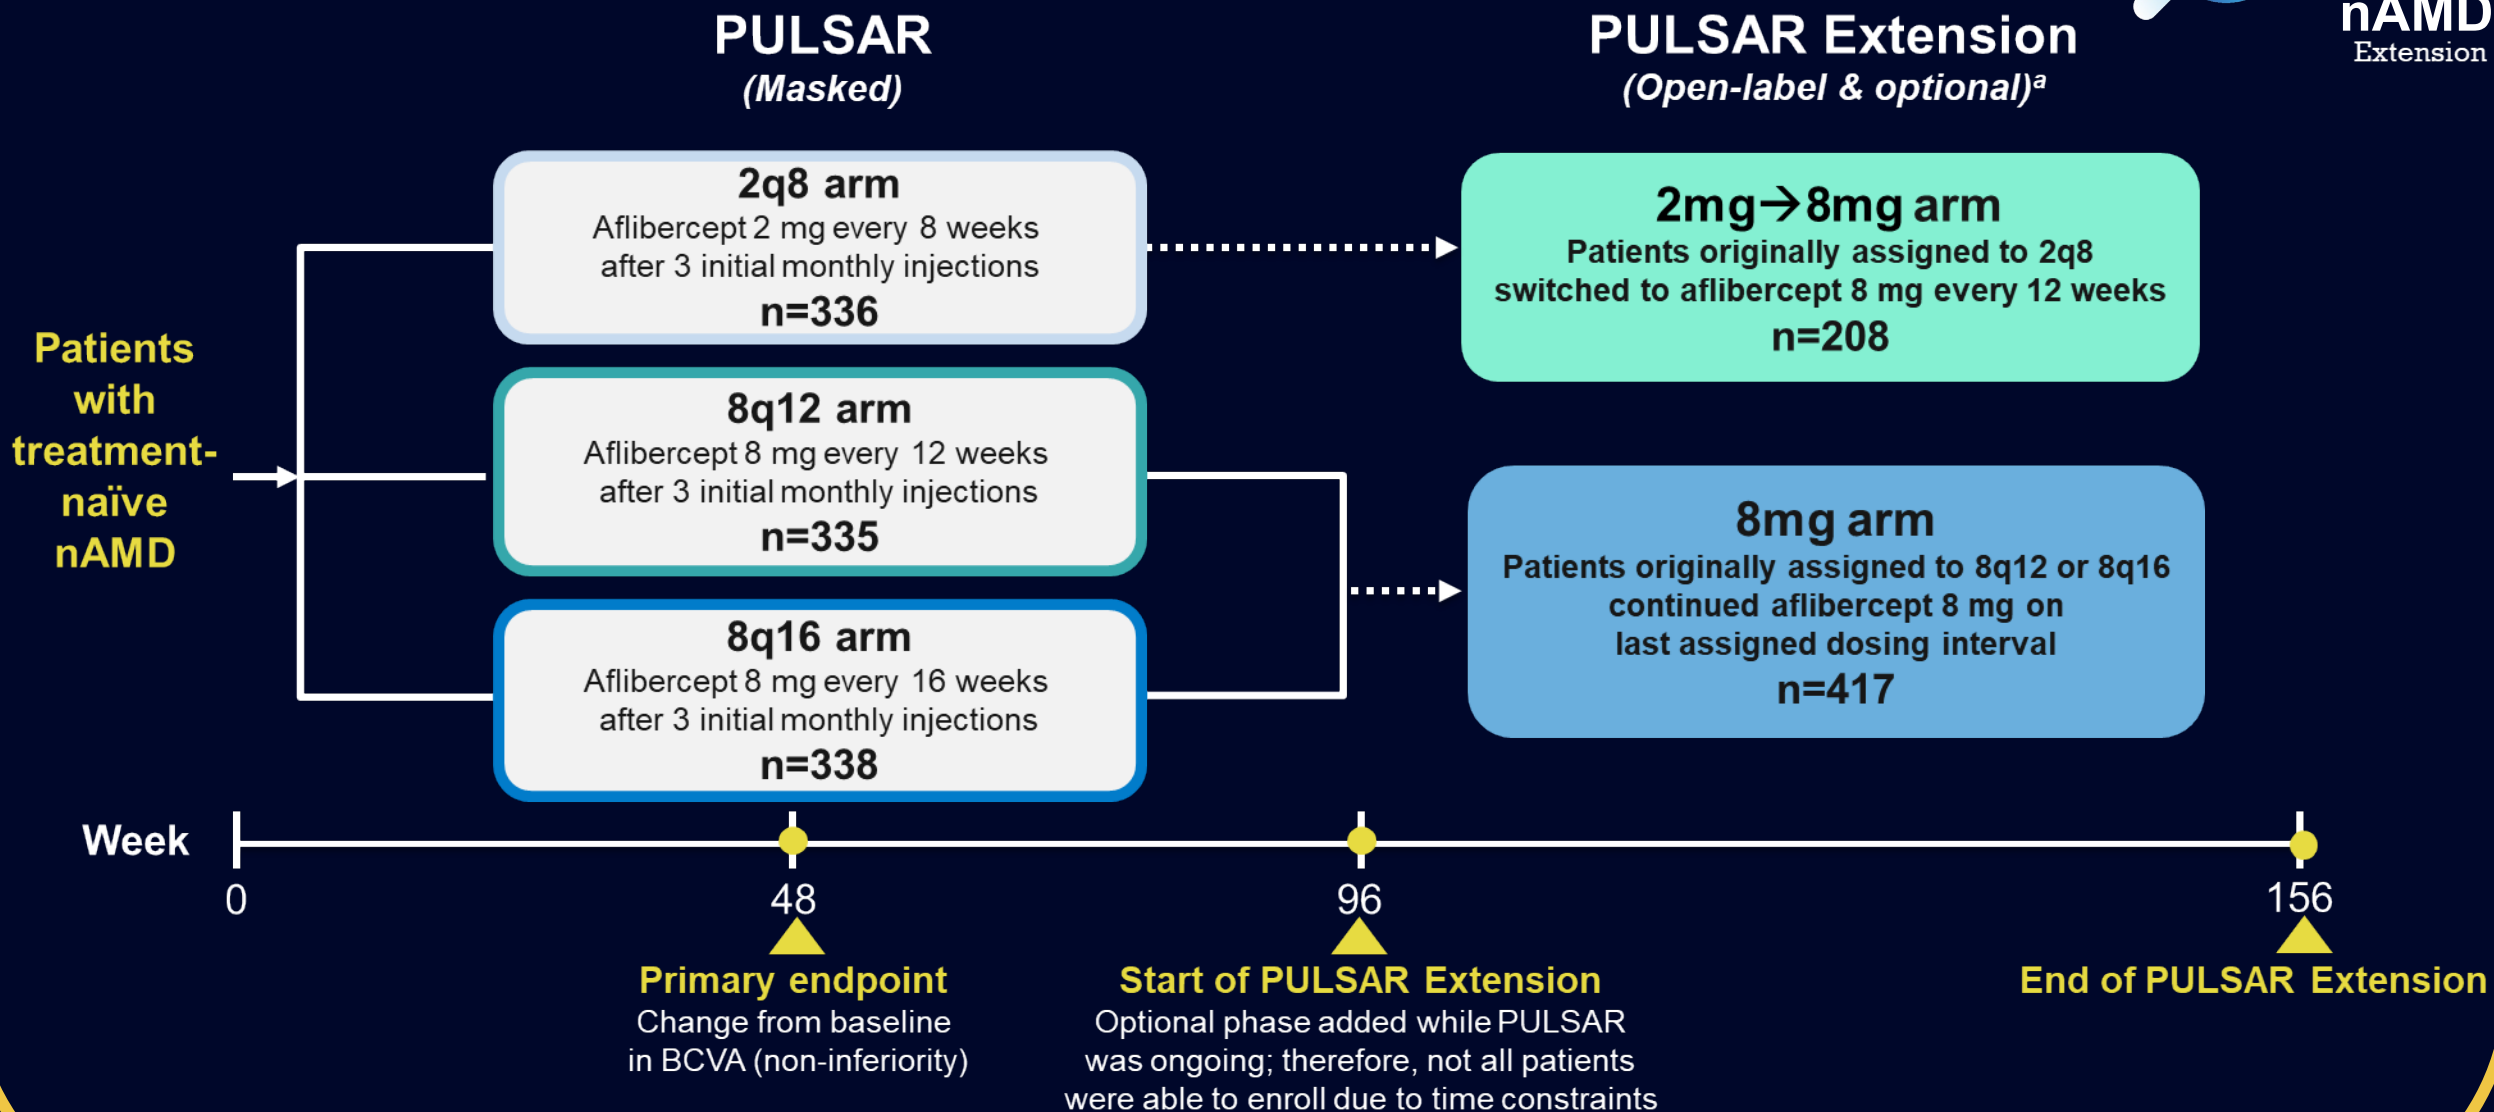 PULSAR
(Masked)
PULSAR Extension
(Open-label & optional)ᵃ
nAMD
Extension
Patients
with
treatment-
naïve
nAMD
2q8 arm
Aflibercept 2 mg every 8 weeks
after 3 initial monthly injections
n=336
8q12 arm
Aflibercept 8 mg every 12 weeks
after 3 initial monthly injections
n=335
8q16 arm
Aflibercept 8 mg every 16 weeks
after 3 initial monthly injections
n=338
2mg→8mg arm
Patients originally assigned to 2q8
switched to aflibercept 8 mg every 12 weeks
n=208
8mg arm
Patients originally assigned to 8q12 or 8q16
continued aflibercept 8 mg on
last assigned dosing interval
n=417
Week
0
48
96
156
Primary endpoint
Change from baseline
in BCVA (non-inferiority)
Start of PULSAR Extension
Optional phase added while PULSAR
was ongoing; therefore, not all patients
were able to enroll due to time constraints
End of PULSAR Extension